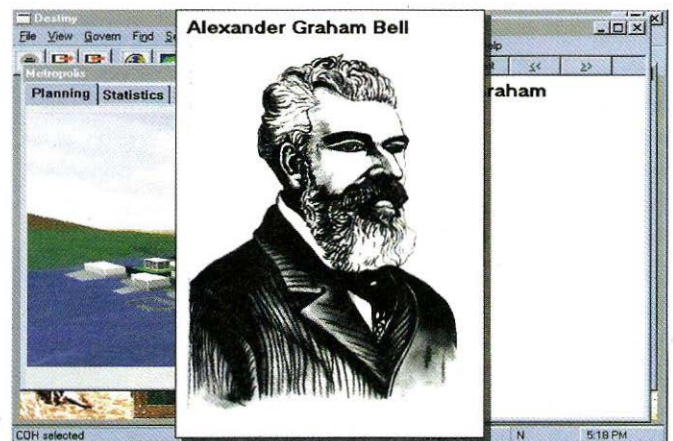 Destiny
File View Govern Find
Metropolis
Planning Statistics
Alexander Graham Bell
raham
<< >>
COH selected
N 5:18 PM